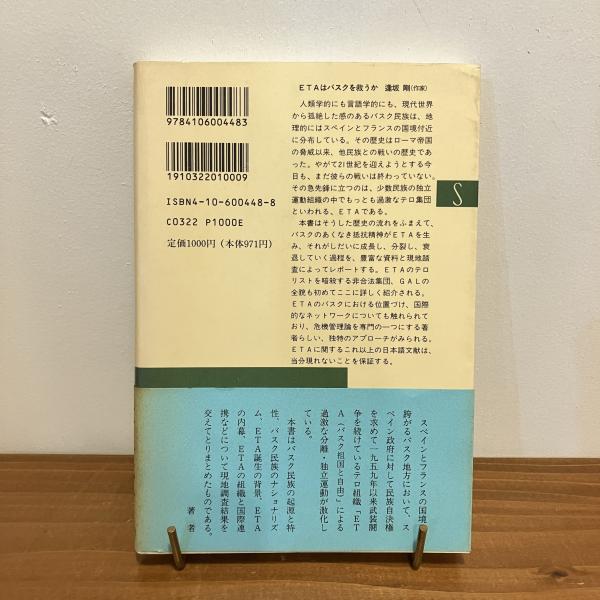 9784106004483
1910322010009
ISBN4-10-600448-8
C0322 P1000E
定価1000円（本体971円）
ETAはバスクを救うか 逢坂 剛(作家)
人類学的にも言語学的にも、現代世界
から孤絶した感のあるバスク民族は、地
理的にはスペインとフランスの国境付近
に分布している。その歴史はローマ帝国
の脅威以来、他民族との戦いの歴史であ
った。やがて21世紀を迎えようとする今
日も、まだ彼らの戦いは終わっていない。
その急先鋒に立つのは、少数民族の独立
運動組織の中でもっとも過激なテロ集団
といわれる、ETAである。
本書はそうした歴史の流れをふまえて、
バスクのあくなき抵抗精神がETAを生
み、それがしだいに成長し、分裂し、衰
退していく過程を、豊富な資料と現地踏
査によってレポートする。ETAのテロ
リストを暗殺する非合法集団、GALの
全貌も初めてここに詳しく紹介される。
ETAのバスクにおける位置づけ、国際
的なネットワークについても触れられて
おり、危機管理論を専門の一つにする著
者らしい、独特のアプローチがみられる。
ETAに関するこれ以上の日本語文献は、
当分現れないことを保証する。
S
スペインとフランスの国境に
跨がるバスク地方において、ス
ペイン政府に対して民族自決権
を求めて一九五九年以来武装闘
争を続けているテロ組織「ET
A（バスク祖国と自由）」による
過激な分離・独立運動が激化し
ている。
本書はバスク民族の起源と特
性、バスク民族のナショナリズ
ム、ETA誕生の背景、ETA
の内幕、ETAの組織と国際連
携などについて現地調査結果を
交えてとりまとめたものである。
著者